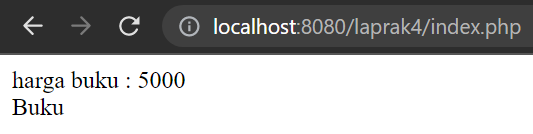 localhost:8080/laprak4/index.php
harga buku : 5000
Buku